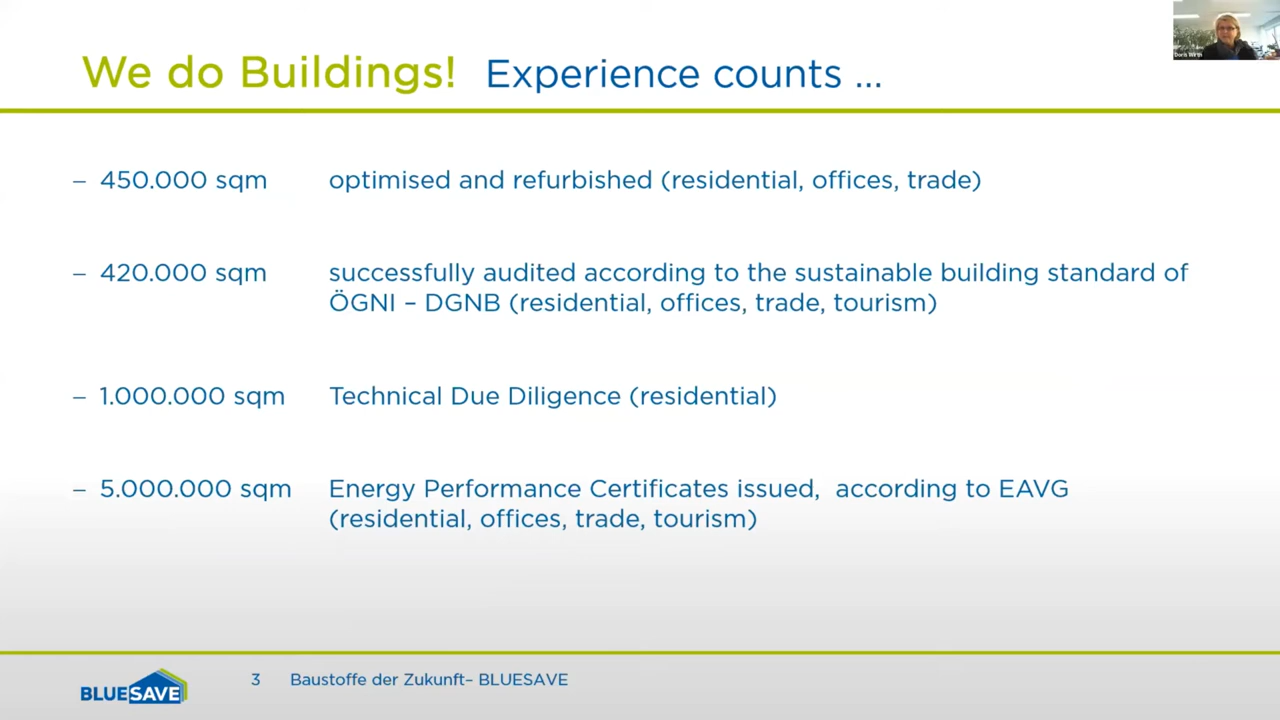 We do Buildings! Experience counts ...
Doris Wirth
– 450.000 sqm optimised and refurbished (residential, offices, trade)
– 420.000 sqm successfully audited according to the sustainable building standard of
ÖGNI – DGNB (residential, offices, trade, tourism)
– 1.000.000 sqm Technical Due Diligence (residential)
– 5.000.000 sqm Energy Performance Certificates issued, according to EAVG
(residential, offices, trade, tourism)
BLUESAVE
3 Baustoffe der Zukunft– BLUESAVE